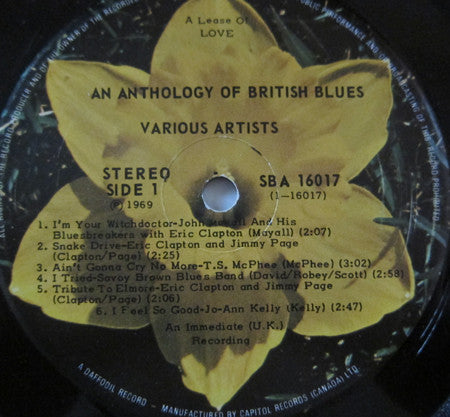 A Lease Of
LOVE
AN ANTHOLOGY OF BRITISH BLUES
VARIOUS ARTISTS
STEREO
SIDE 1
℗ 1969
SBA 16017
(1-16017)
1. I'm Your Witchdoctor-John Mayall And His
Bluesbreakers with Eric Clapton (Mayall) (2:07)
2. Snake Drive-Eric Clapton and Jimmy Page
(Clapton/Page) (2:25)
3. Ain't Gonna Cry No More-T.S. McPhee (McPhee) (3:02)
4. I Tried-Savoy Brown Blues Band (David/Robey/Scott) (2:58)
5. Tribute To Elmore-Eric Clapton and Jimmy Page
(Clapton/Page) (2:06)
6. I Feel So Good-Jo-Ann Kelly (Kelly) (2:47)
An Immediate (U.K.)
Recording
A DAFFODIL RECORD - MANUFACTURED BY CAPITOL RECORDS (CANADA) LTD